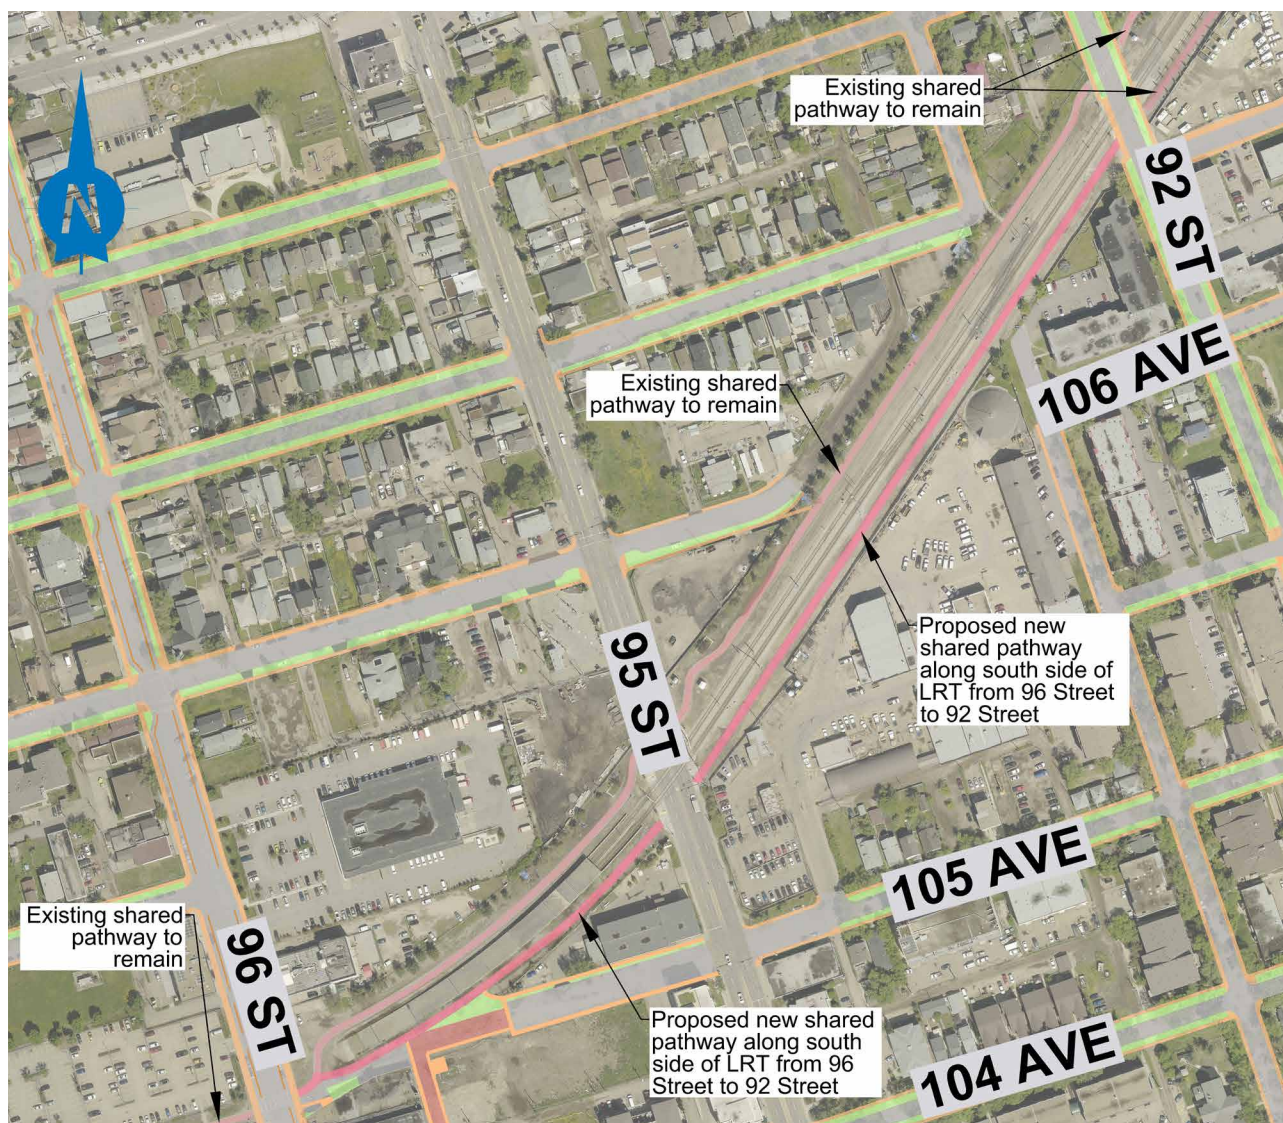 Existing shared
pathway to remain
N
92 ST
106 AVE
Existing shared
pathway to remain
Proposed new
shared pathway
along south side of
LRT from 96 Street
to 92 Street
95 ST
105 AVE
Existing shared
pathway to
remain
96 ST
Proposed new shared
pathway along south
side of LRT from 96
Street to 92 Street
104 AVE